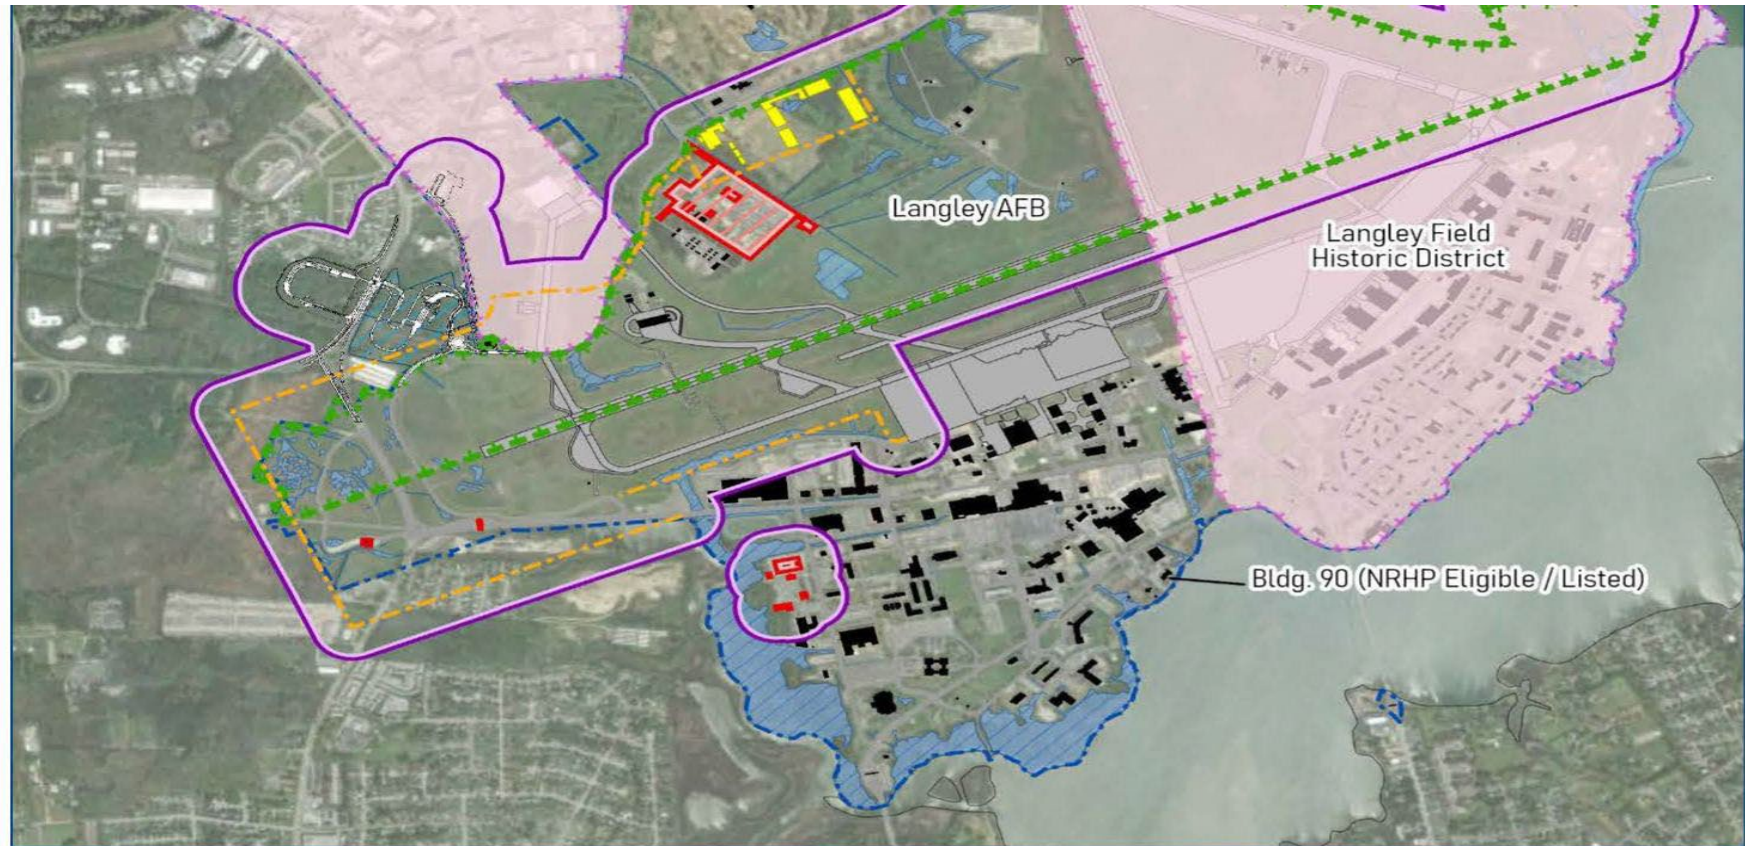 Langley AFB
Langley Field
Historic District
Bldg. 90 (NRHP Eligible / Listed)